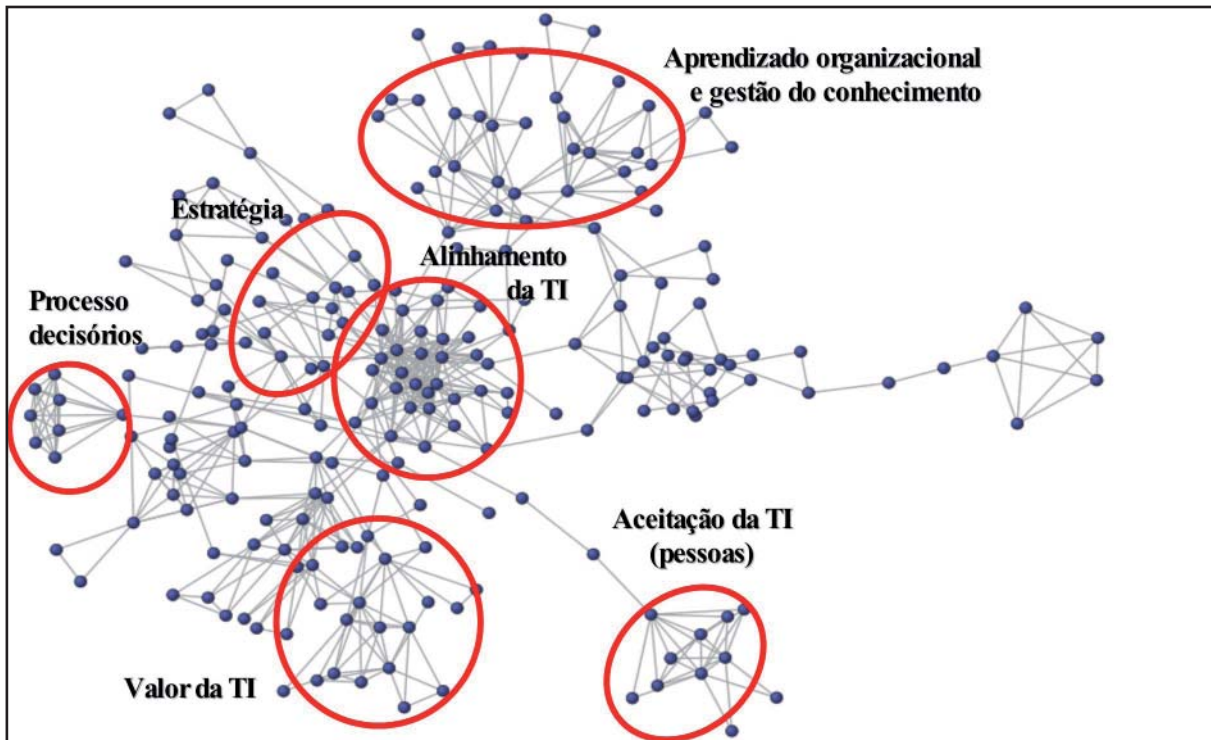 Aprendizado organizacional
e gestão do conhecimento
Estratégia
Alinhamento
da TI
Processo
decisórios
Aceitação da TI
(pessoas)
Valor da TI